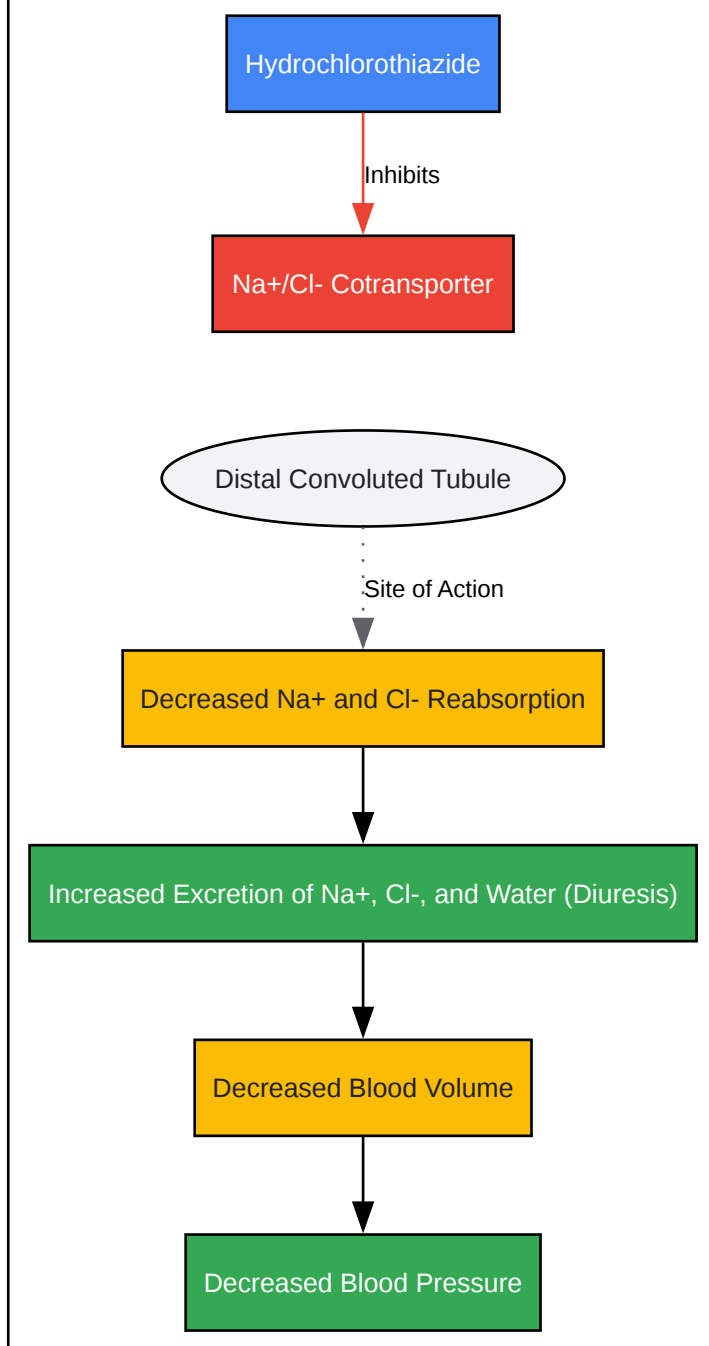 Hydrochlorothiazide
Inhibits
Na+/Cl- Cotransporter
Distal Convoluted Tubule
Site of Action
Decreased Na+ and Cl- Reabsorption
Increased Excretion of Na+, Cl-, and Water (Diuresis)
Decreased Blood Volume
Decreased Blood Pressure